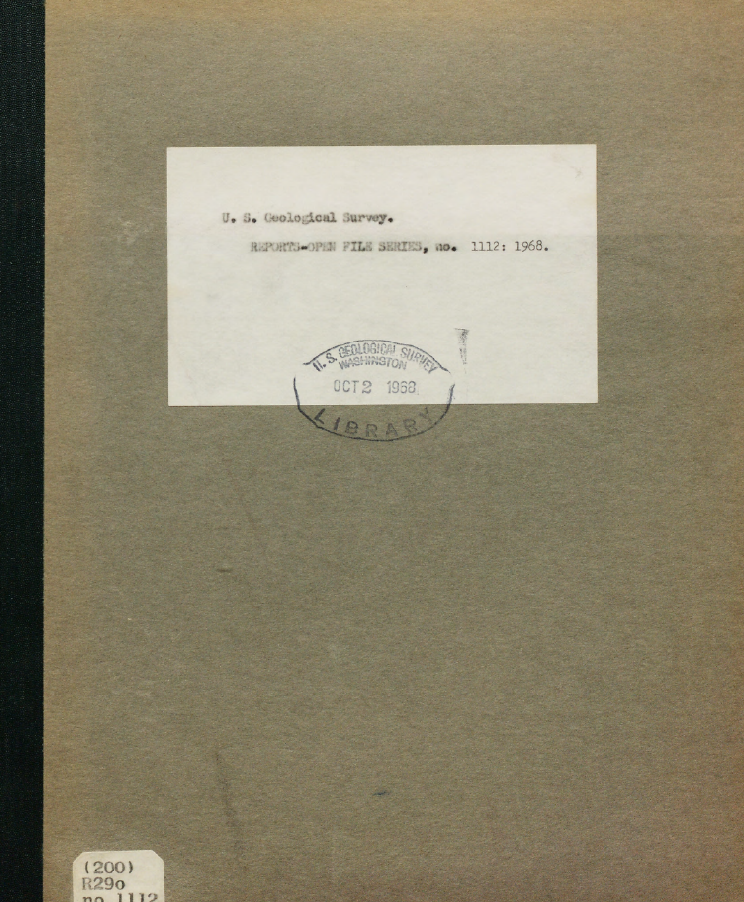 U. S. Geological Survey.
REPORTS-OPEN FILE SERIES, no. 1112: 1968.
U. S. GEOLOGICAL SURVEY
WASHINGTON
OCT 2 1968
LIBRARY
(200)
R29o
no.1112